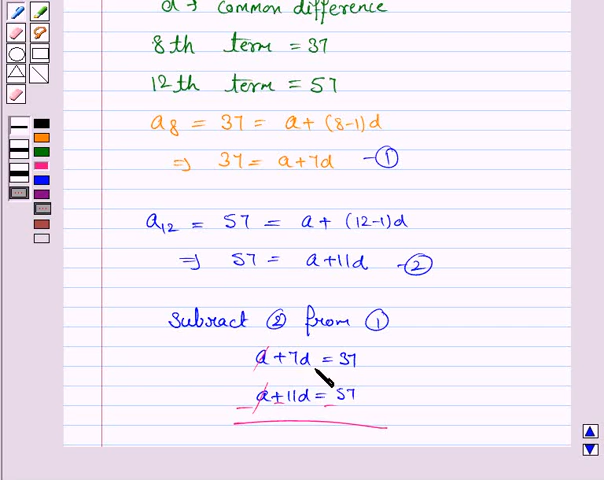 d → common difference
8th term = 37
12th term = 57
a8 = 37 = a + (8-1)d
⇒ 37 = a+7d -①
a12 = 57 = a + (12-1)d
⇒ 57 = a+11d -②
Subract ② from ①
a + 7d = 37
a + 11d = 57